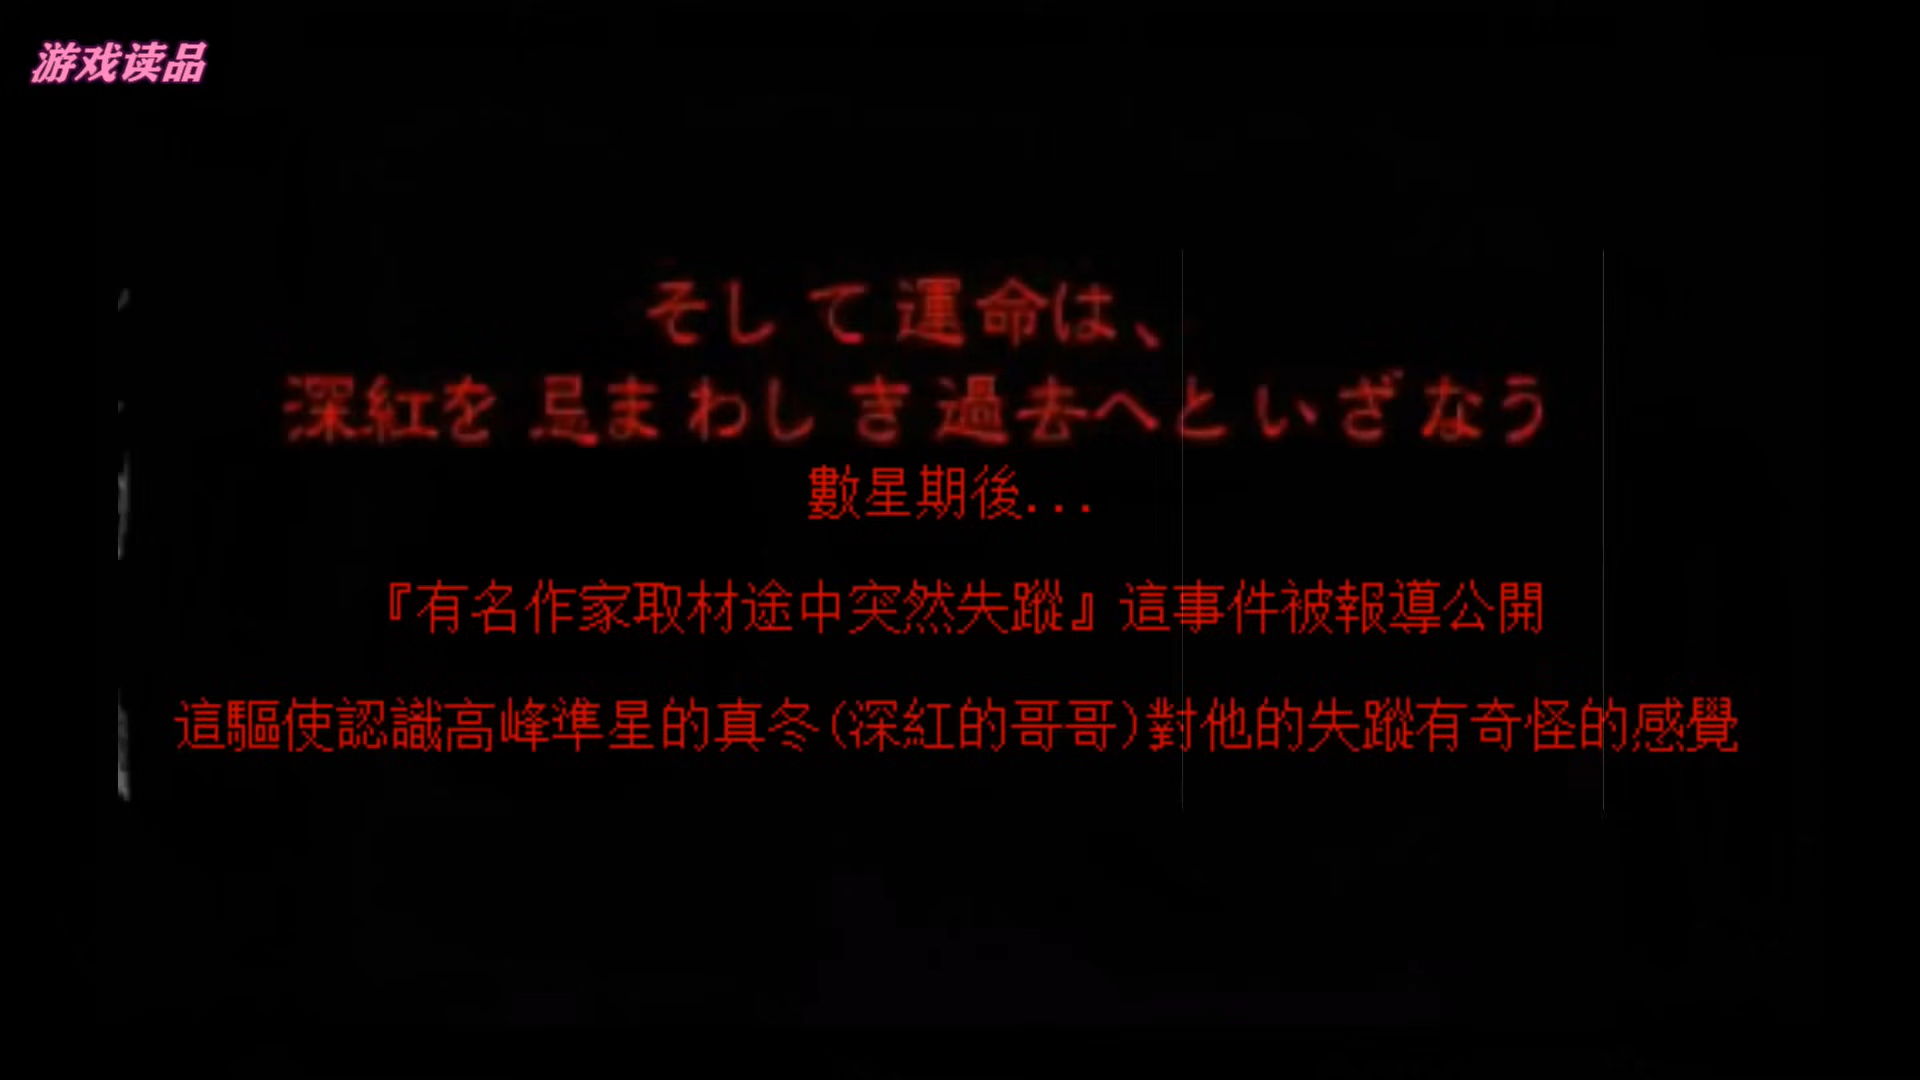 游戏读品
そして運命は、
深紅を忌まわしき過去へといざなう
數星期後...
『有名作家取材途中突然失蹤』這事件被報導公開
這驅使認識高峰準星的真冬(深紅的哥哥)對他的失蹤有奇怪的感覺